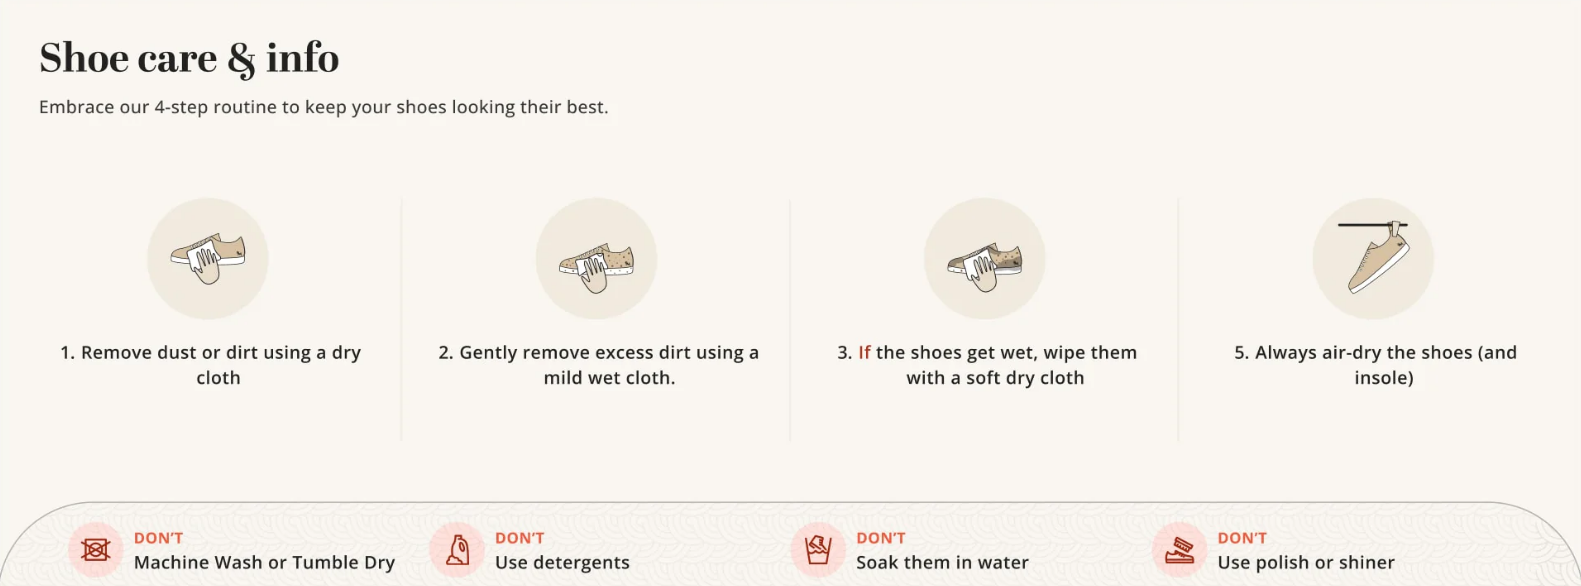 Shoe care & info
Embrace our 4-step routine to keep your shoes looking their best.
1. Remove dust or dirt using a dry
cloth
2. Gently remove excess dirt using a
mild wet cloth.
3. If the shoes get wet, wipe them
with a soft dry cloth
5. Always air-dry the shoes (and
insole)
DON'T
Machine Wash or Tumble Dry
DON'T
Use detergents
DON'T
Soak them in water
DON'T
Use polish or shiner